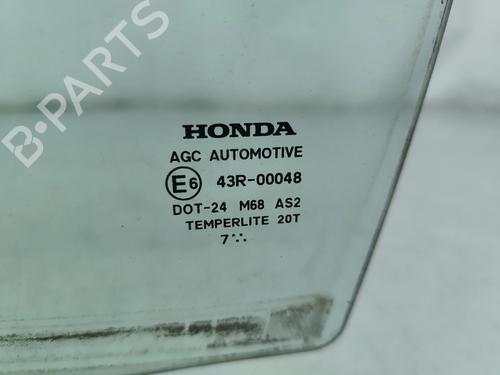 B-PARTS
HONDA
AGC AUTOMOTIVE
E6 43R-00048
DOT-24 M68 AS2
TEMPERLITE 20T
7∵